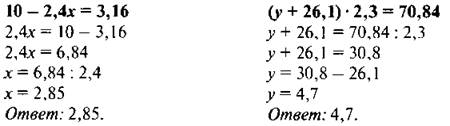 10 – 2,4x = 3,16
2,4x = 10 – 3,16
2,4x = 6,84
x = 6,84 : 2,4
x = 2,85
Ответ: 2,85.
(y + 26,1) · 2,3 = 70,84
y + 26,1 = 70,84 : 2,3
y + 26,1 = 30,8
y = 30,8 – 26,1
y = 4,7
Ответ: 4,7.